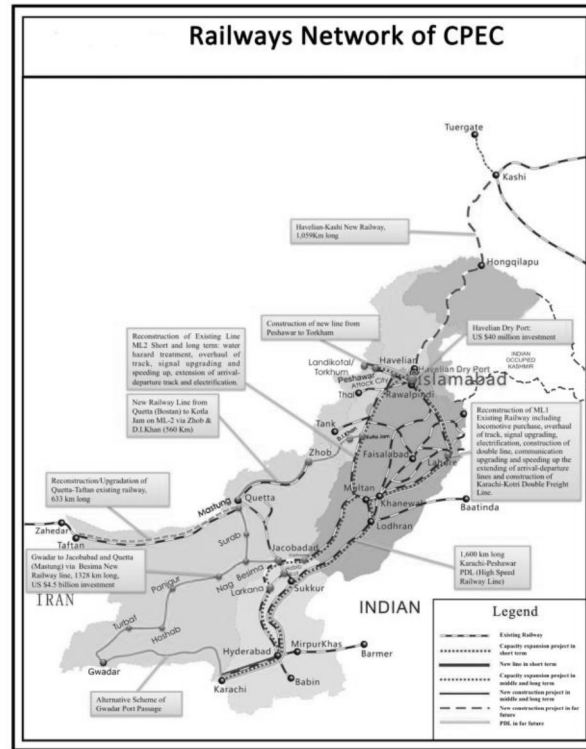 Railways Network of CPEC
Tuergate
Kashi
Havelian-Kashi New Railway,
1,059Km long
Hongqilapu
Construction of new line from
Peshawar to Torkham
Havelian Dry Port:
US $40 million investment
Reconstruction of Existing Line
ML2 Short and long term: water
hazard treatment, overhaul of
track, signal upgrading and
speeding up, extension of arrival-
departure track and electrification.
Landikotal/
Torkhum
Havelian
Havelian Dry Port
Peshawar
Attock City
Islamabad
Rawalpindi
Thal
INDIAN
OCCUPIED
KASHMIR
New Railway Line from
Quetta (Bostan) to Kotla
Jam on ML-2 via Zhob &
D.I.Khan (560 Km)
Tank
D.I.Khan
Kotla Jam
Faisalabad
Lahore
Reconstruction of ML1
Existing Railway including
locomotive purchase, overhaul
of track, signal upgrading,
electrification, construction of
double line, communication
upgrading and speeding up the
extending of arrival-departure
lines and construction of
Karachi-Kotri Double Freight
Line.
Zhob
Multan
Khanewah
Baatinda
Lodhran
Reconstruction/Upgradation of
Quetta-Taftan existing railway,
633 km long
Mastung
Quetta
Zahedar
Taftan
Surab
Jacobadad
Gwadar to Jacobabad and Quetta
(Mastung) via Besima New
Railway line, 1328 km long,
US $4.5 billion investment
Besima
Nag
Panjgur
Larkana
Sukkur
1,600 km long
Karachi-Peshawar
PDL (High Speed
Railway Line)
IRAN
INDIAN
Turbat
Hoshab
Gwadar
Hyderabad
MirpurKhas
Barmer
Karachi
Babin
Alternative Scheme of
Gwadar Port Passage
Legend
Existing Railway
Capacity expansion project in
short term
New line in short term
Capacity expansion project in
middle and long term
New construction project in
middle and long term
New construction project in far
future
PDL in far future